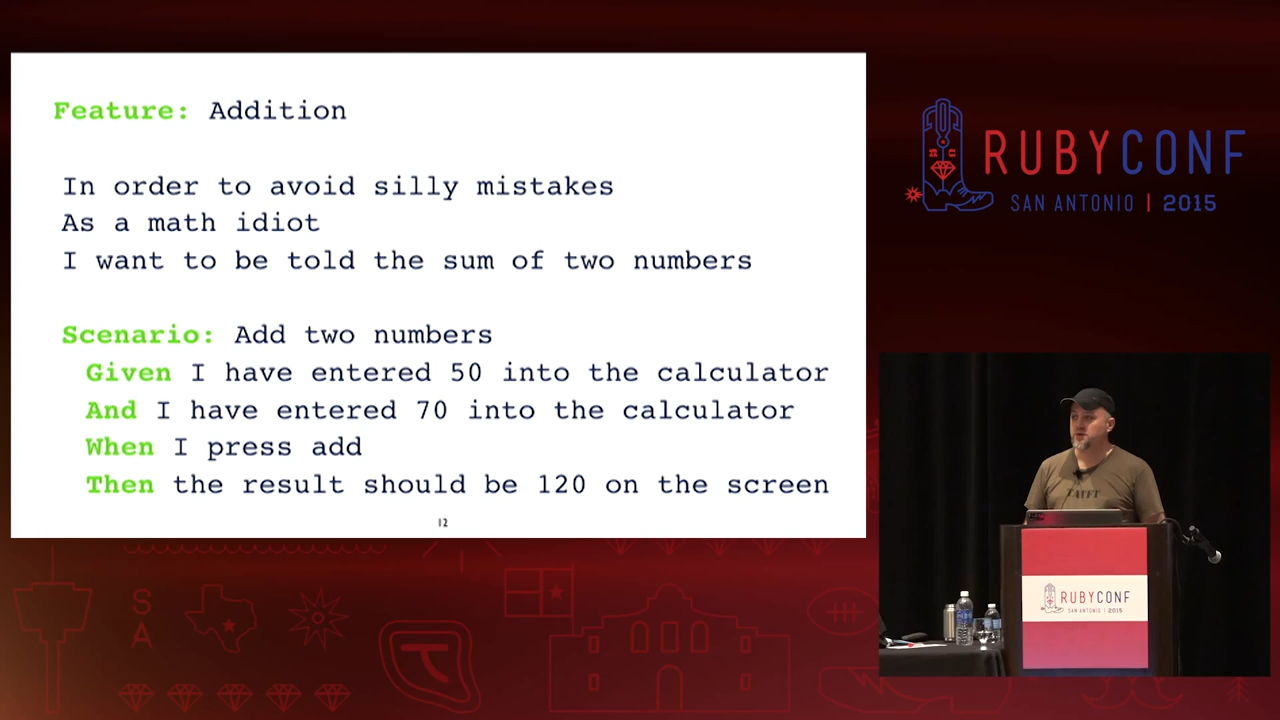 Feature: Addition
In order to avoid silly mistakes
As a math idiot
I want to be told the sum of two numbers
Scenario: Add two numbers
Given I have entered 50 into the calculator
And I have entered 70 into the calculator
When I press add
Then the result should be 120 on the screen
12
RUBYCONF
SAN ANTONIO | 2015
RUBYCONF
SAN ANTONIO | 2015
S
A